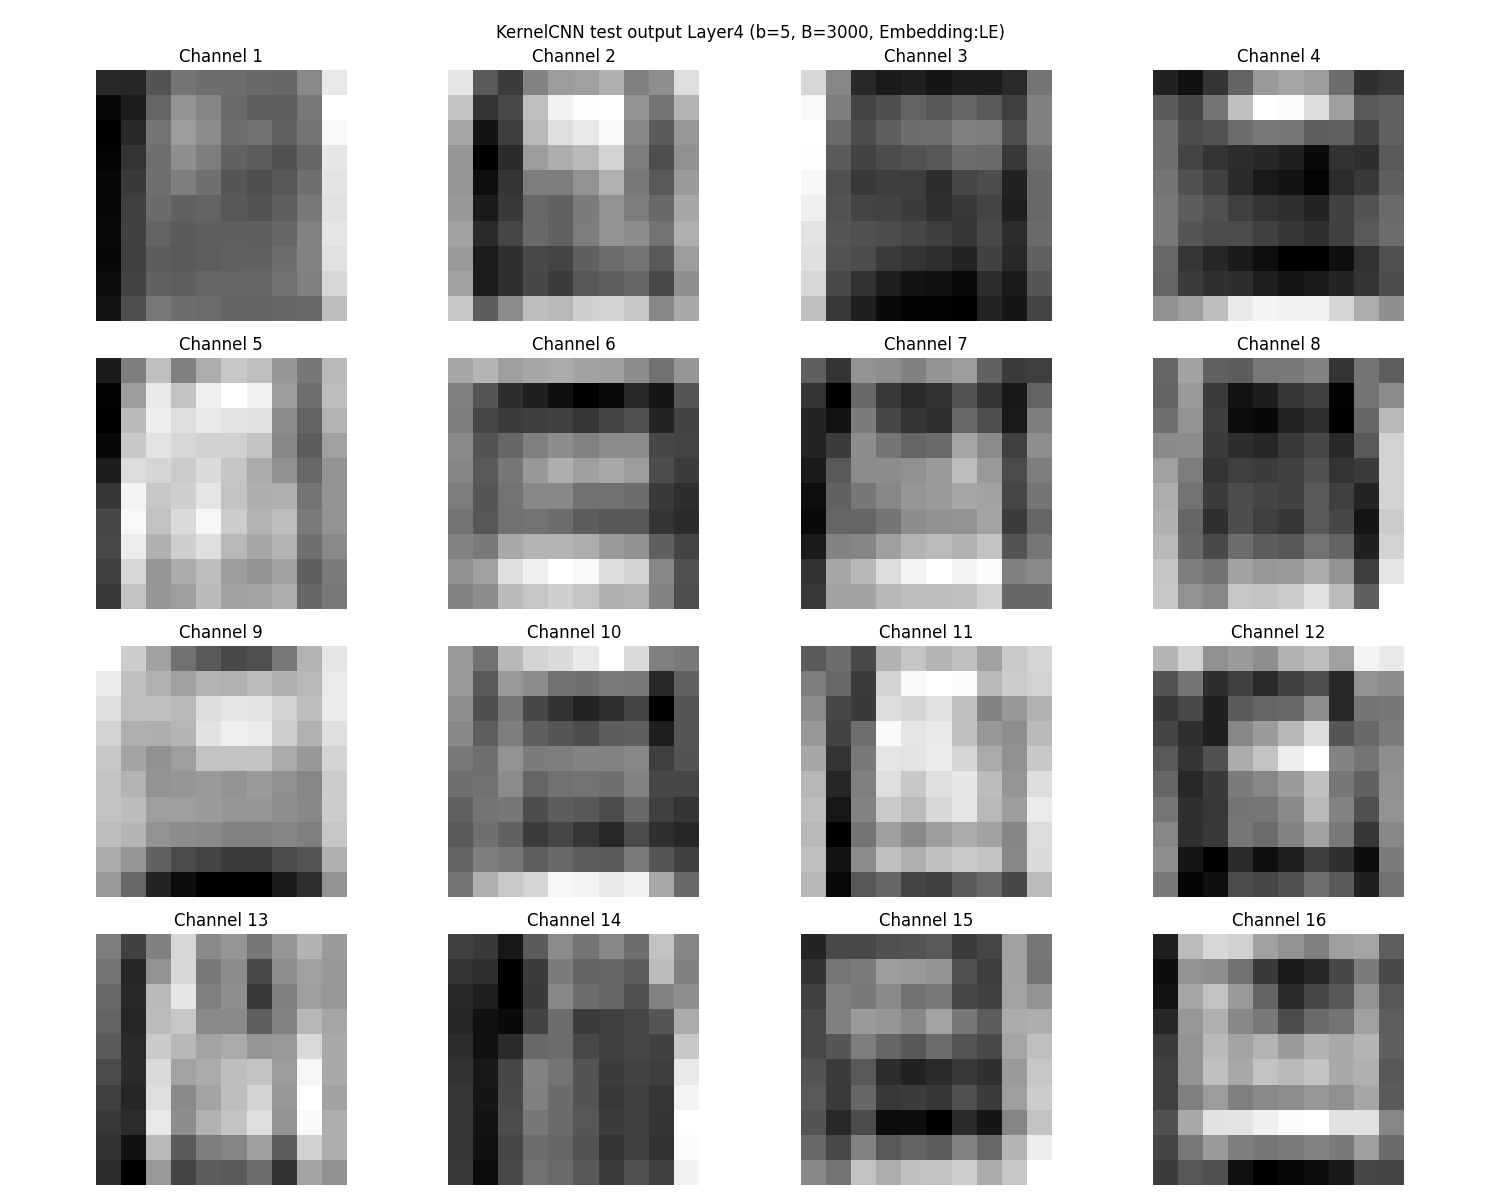 KernelCNN test output Layer4 (b=5, B=3000, Embedding:LE)
Channel 1
Channel 2
Channel 3
Channel 4
Channel 5
Channel 6
Channel 7
Channel 8
Channel 9
Channel 10
Channel 11
Channel 12
Channel 13
Channel 14
Channel 15
Channel 16